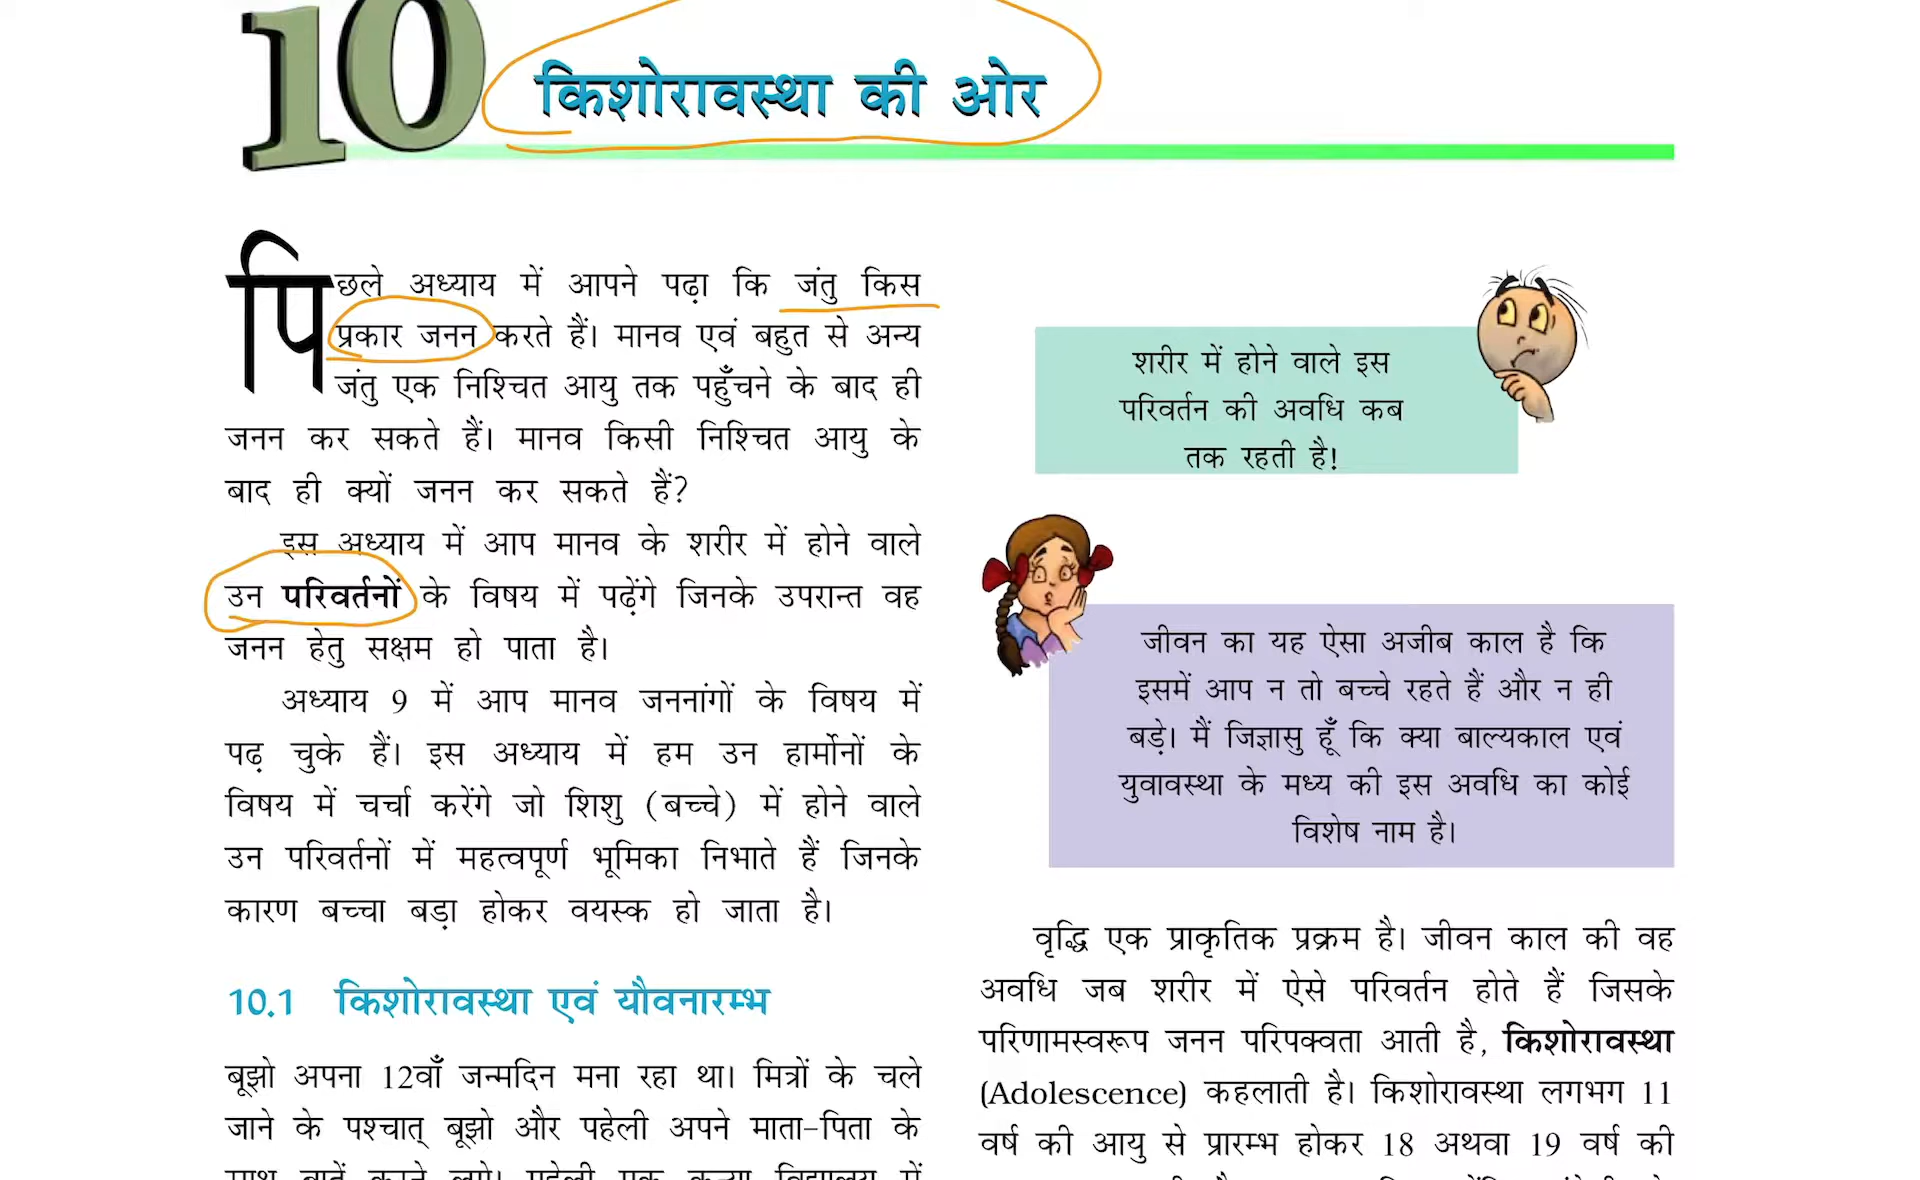 10
किशोरावस्था की ओर
पिछले अध्याय में आपने पढ़ा कि जंतु किस
प्रकार जनन करते हैं। मानव एवं बहुत से अन्य
जंतु एक निश्चित आयु तक पहुँचने के बाद ही
जनन कर सकते हैं। मानव किसी निश्चित आयु के
बाद ही क्यों जनन कर सकते हैं?
इस अध्याय में आप मानव के शरीर में होने वाले
उन परिवर्तनों के विषय में पढ़ेंगे जिनके उपरान्त वह
जनन हेतु सक्षम हो पाता है।
अध्याय 9 में आप मानव जननांगों के विषय में
पढ़ चुके हैं। इस अध्याय में हम उन हार्मोनों के
विषय में चर्चा करेंगे जो शिशु (बच्चे) में होने वाले
उन परिवर्तनों में महत्वपूर्ण भूमिका निभाते हैं जिनके
कारण बच्चा बड़ा होकर वयस्क हो जाता है।
10.1 किशोरावस्था एवं यौवनारम्भ
बूझो अपना 12वाँ जन्मदिन मना रहा था। मित्रों के चले
जाने के पश्चात् बूझो और पहेली अपने माता-पिता के
शरीर में होने वाले इस
परिवर्तन की अवधि कब
तक रहती है!
जीवन का यह ऐसा अजीब काल है कि
इसमें आप न तो बच्चे रहते हैं और न ही
बड़े। मैं जिज्ञासु हूँ कि क्या बाल्यकाल एवं
युवावस्था के मध्य की इस अवधि का कोई
विशेष नाम है।
वृद्धि एक प्राकृतिक प्रक्रम है। जीवन काल की वह
अवधि जब शरीर में ऐसे परिवर्तन होते हैं जिसके
परिणामस्वरूप जनन परिपक्वता आती है, किशोरावस्था
(Adolescence) कहलाती है। किशोरावस्था लगभग 11
वर्ष की आयु से प्रारम्भ होकर 18 अथवा 19 वर्ष की